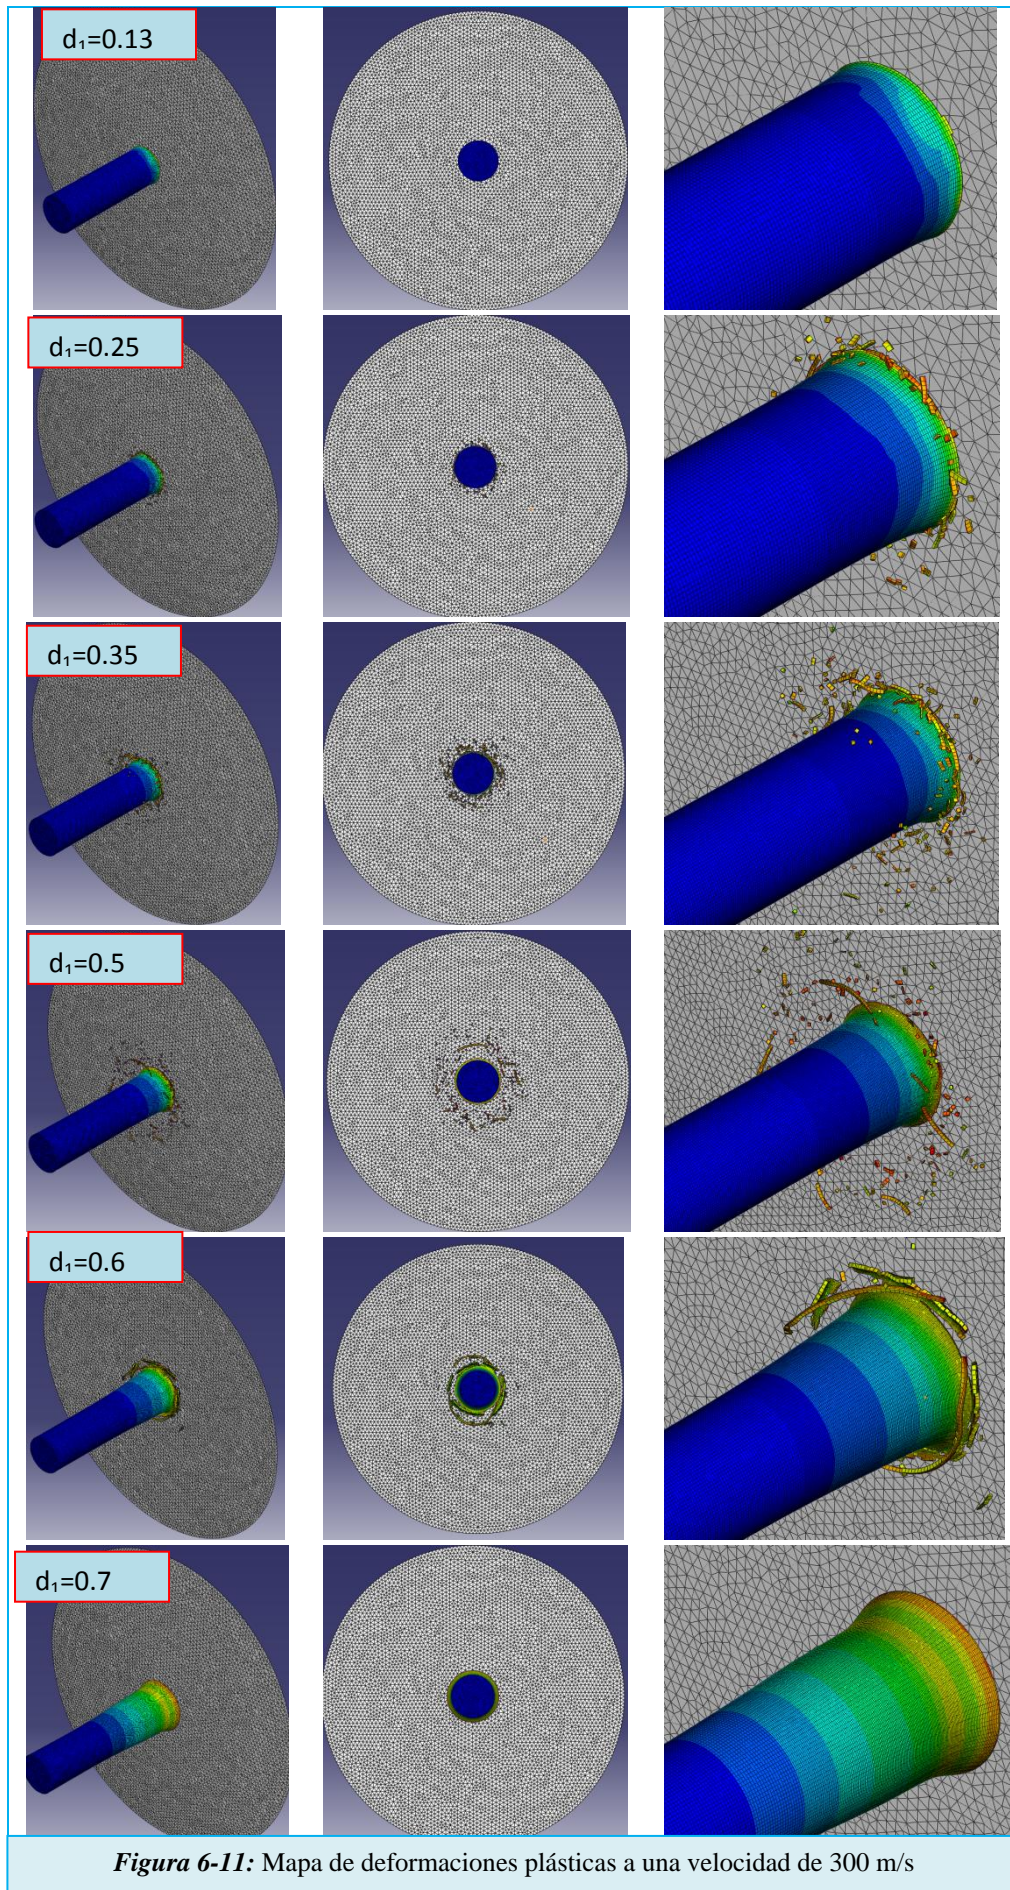 d₁=0.13
d₁=0.25
d₁=0.35
d₁=0.5
d₁=0.6
d₁=0.7
Figura 6-11: Mapa de deformaciones plásticas a una velocidad de 300 m/s